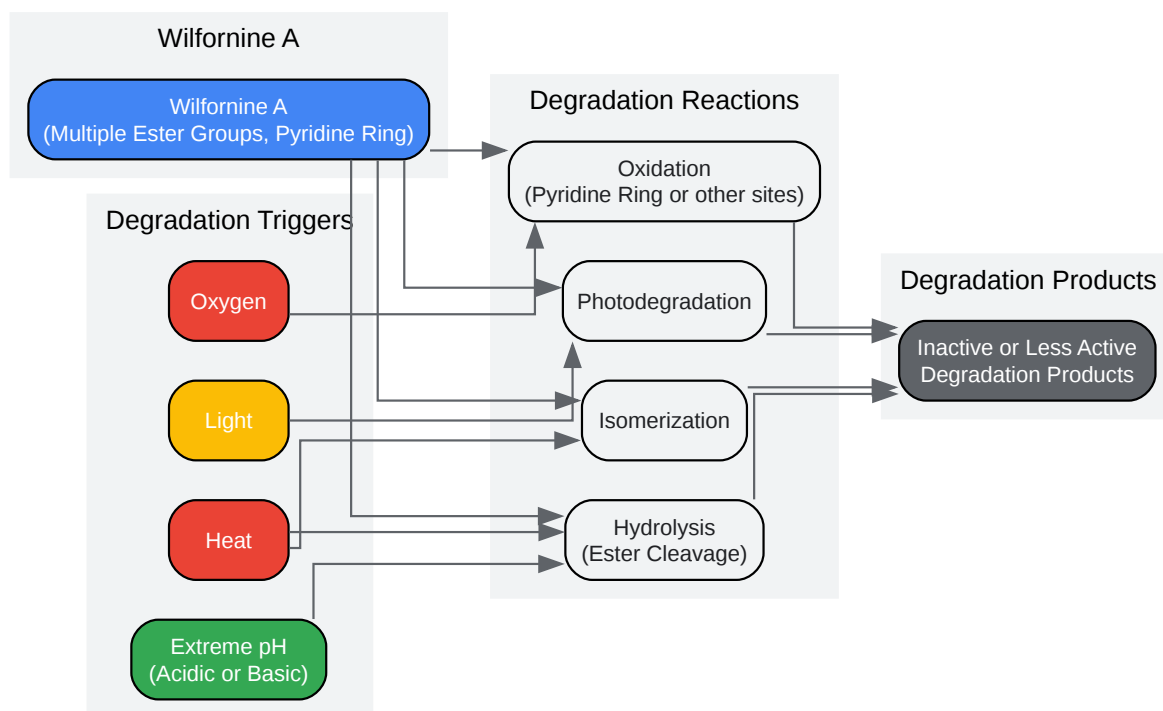 Wilfornine A
Wilfornine A
(Multiple Ester Groups, Pyridine Ring)
Degradation Triggers
Oxygen
Light
Heat
Extreme pH
(Acidic or Basic)
Degradation Reactions
Oxidation
(Pyridine Ring or other sites)
Photodegradation
Isomerization
Hydrolysis
(Ester Cleavage)
Degradation Products
Inactive or Less Active
Degradation Products